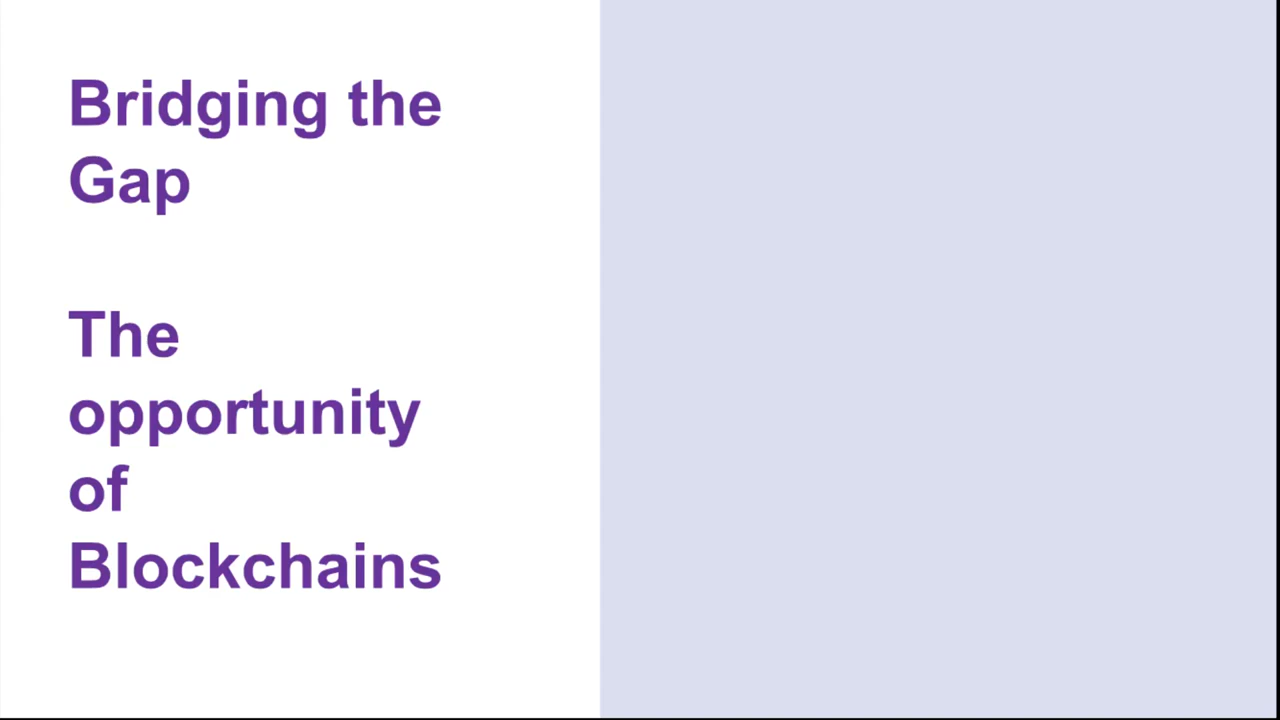 Bridging the
Gap
The
opportunity
of
Blockchains